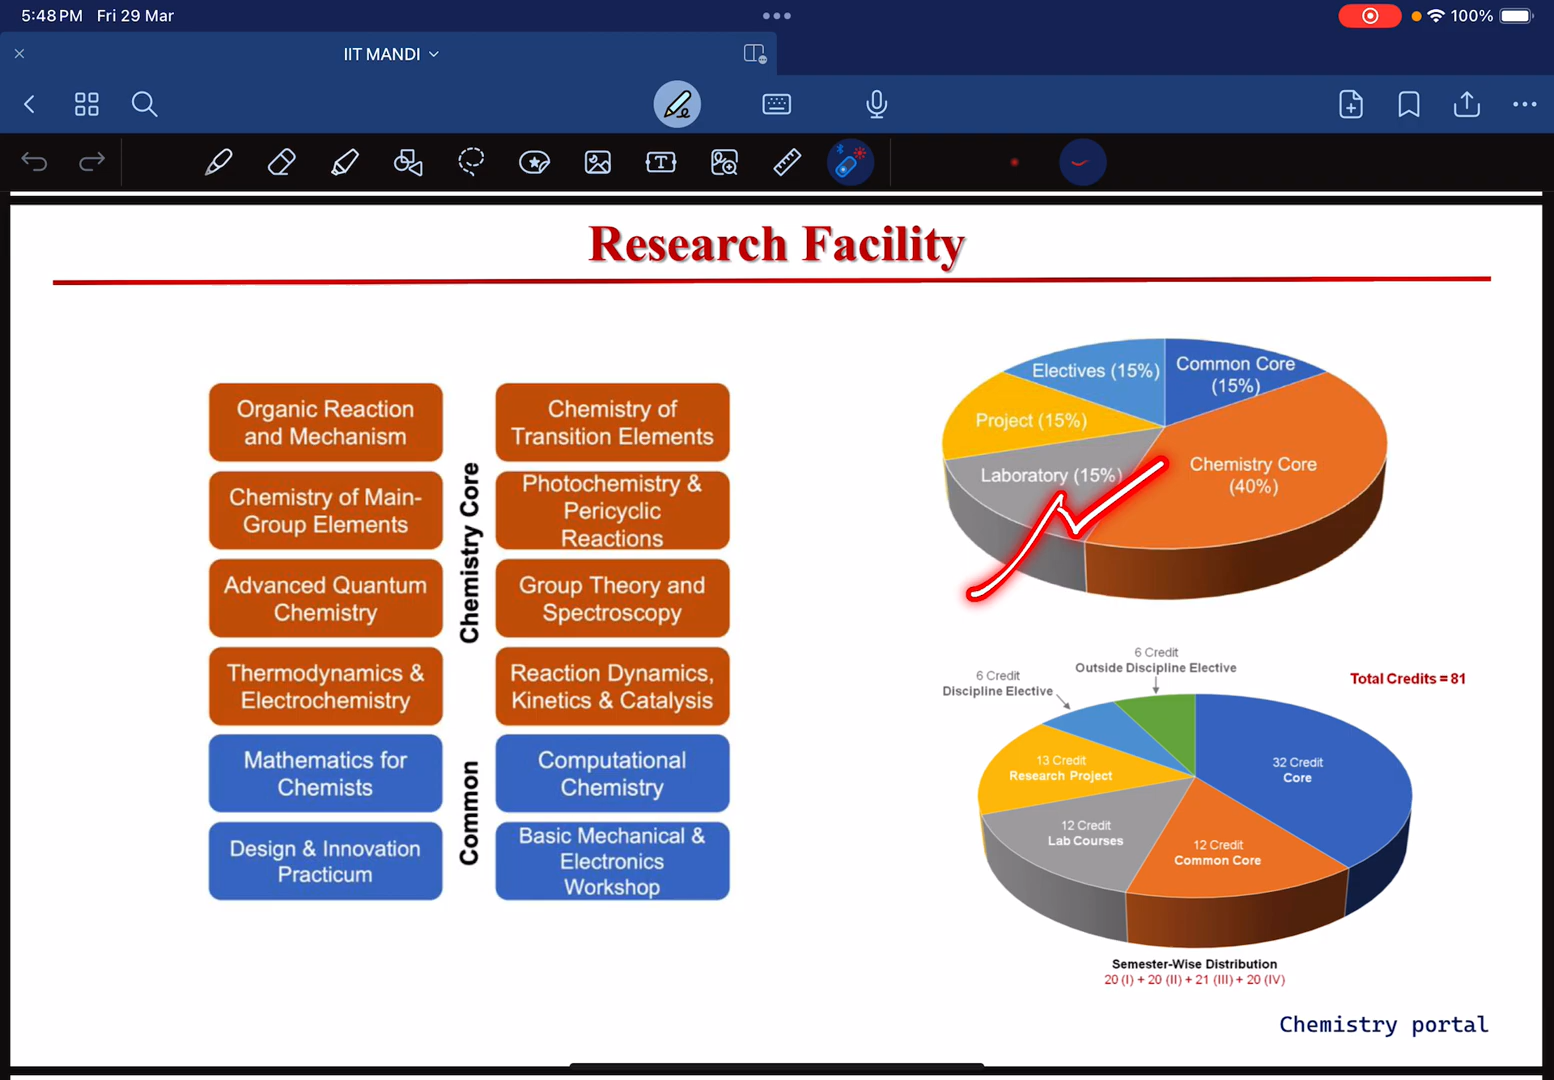 5:48 PM Fri 29 Mar
100%
IIT MANDI
Research Facility
Organic Reaction
and Mechanism
Chemistry of
Transition Elements
Chemistry of Main-
Group Elements
Photochemistry &
Pericyclic
Reactions
Advanced Quantum
Chemistry
Group Theory and
Spectroscopy
Thermodynamics &
Electrochemistry
Reaction Dynamics,
Kinetics & Catalysis
Chemistry Core
Mathematics for
Chemists
Computational
Chemistry
Design & Innovation
Practicum
Basic Mechanical &
Electronics
Workshop
Common
Electives (15%)
Common Core
(15%)
Project (15%)
Laboratory (15%)
Chemistry Core
(40%)
6 Credit
Outside Discipline Elective
6 Credit
Discipline Elective
Total Credits = 81
13 Credit
Research Project
32 Credit
Core
12 Credit
Lab Courses
12 Credit
Common Core
Semester-Wise Distribution
20 (I) + 20 (II) + 21 (III) + 20 (IV)
Chemistry portal